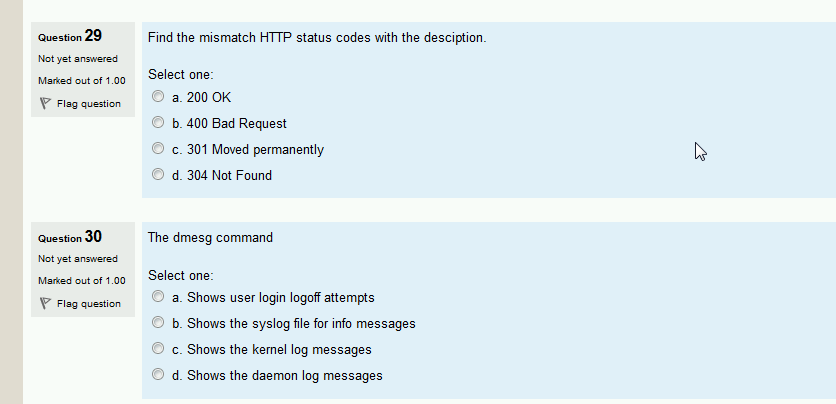 Question 29
Not yet answered
Marked out of 1.00
Flag question
Find the mismatch HTTP status codes with the desciption.
Select one:
a. 200 OK
b. 400 Bad Request
c. 301 Moved permanently
d. 304 Not Found
Question 30
Not yet answered
Marked out of 1.00
Flag question
The dmesg command
Select one:
a. Shows user login logoff attempts
b. Shows the syslog file for info messages
c. Shows the kernel log messages
d. Shows the daemon log messages